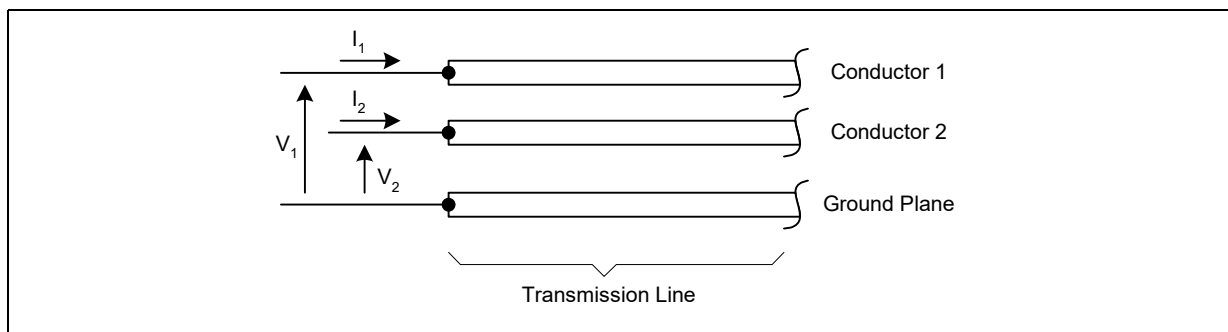 I₁
Conductor 1
I₂
Conductor 2
V₁
V₂
Ground Plane
Transmission Line